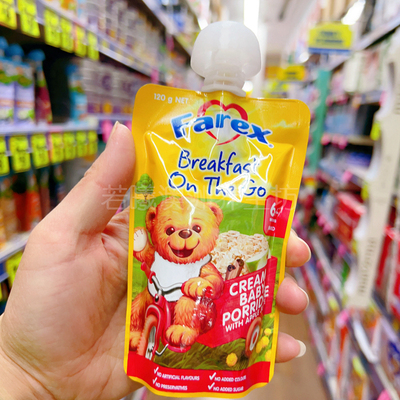 120 g NET
Farex
Breakfast
On The Go
6+
CREAMY
BABY
PORRIDGE
WITH APPLE
NO ARTIFICIAL FLAVOURS
NO ADDED COLOUR
NO PRESERVATIVES
NO ADDED SUGAR